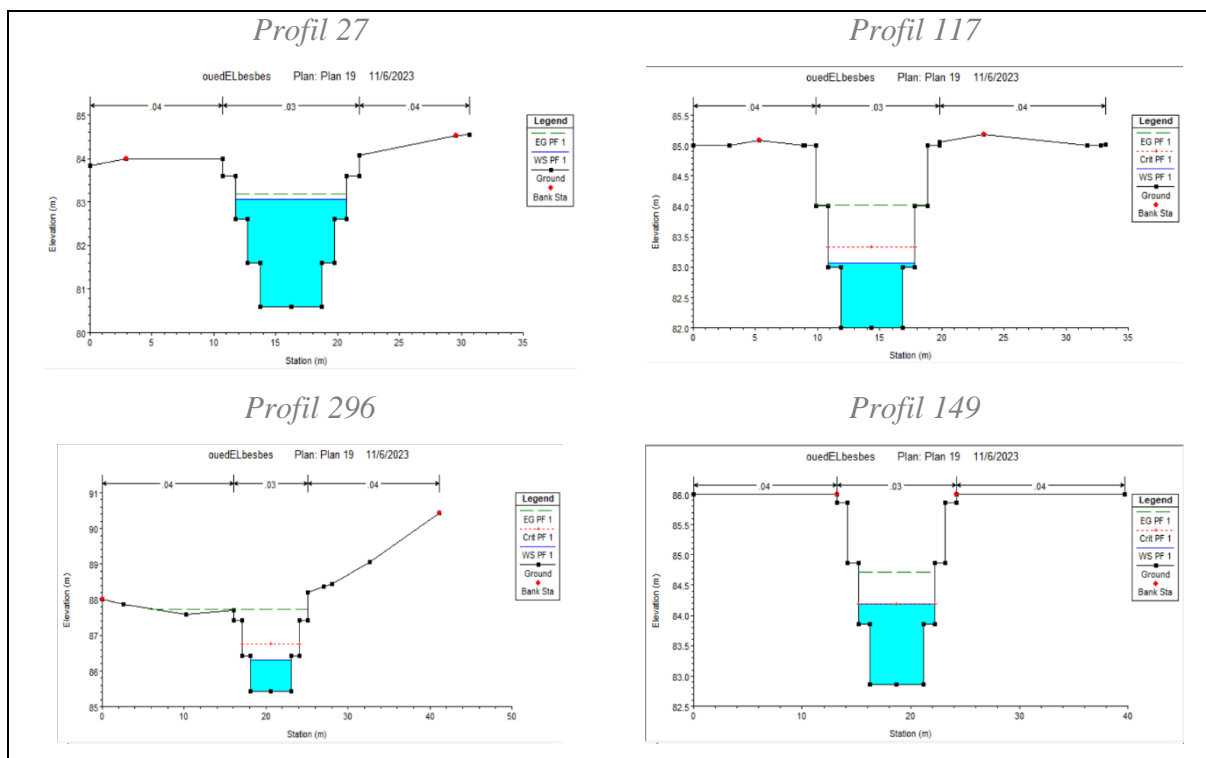 Profil 27
ouedELbesbes Plan: Plan 19 11/6/2023
.04 .03 .04
85
84
83
82
81
80
Elevation (m)
0 5 10 15 20 25 30 35
Station (m)
Legend
EG PF 1
WS PF 1
Ground
Bank Sta
Profil 117
ouedELbesbes Plan: Plan 19 11/6/2023
.04 .03 .04
85.5
85.0
84.5
84.0
83.5
83.0
82.5
82.0
Elevation (m)
0 5 10 15 20 25 30 35
Station (m)
Legend
EG PF 1
Crit PF 1
WS PF 1
Ground
Bank Sta
Profil 296
ouedELbesbes Plan: Plan 19 11/6/2023
.04 .03 .04
91
90
89
88
87
86
85
Elevation (m)
0 10 20 30 40 50
Station (m)
Legend
EG PF 1
Crit PF 1
WS PF 1
Ground
Bank Sta
Profil 149
ouedELbesbes Plan: Plan 19 11/6/2023
.04 .03 .04
86.0
85.5
85.0
84.5
84.0
83.5
83.0
82.5
Elevation (m)
0 10 20 30 40
Station (m)
Legend
EG PF 1
Crit PF 1
WS PF 1
Ground
Bank Sta